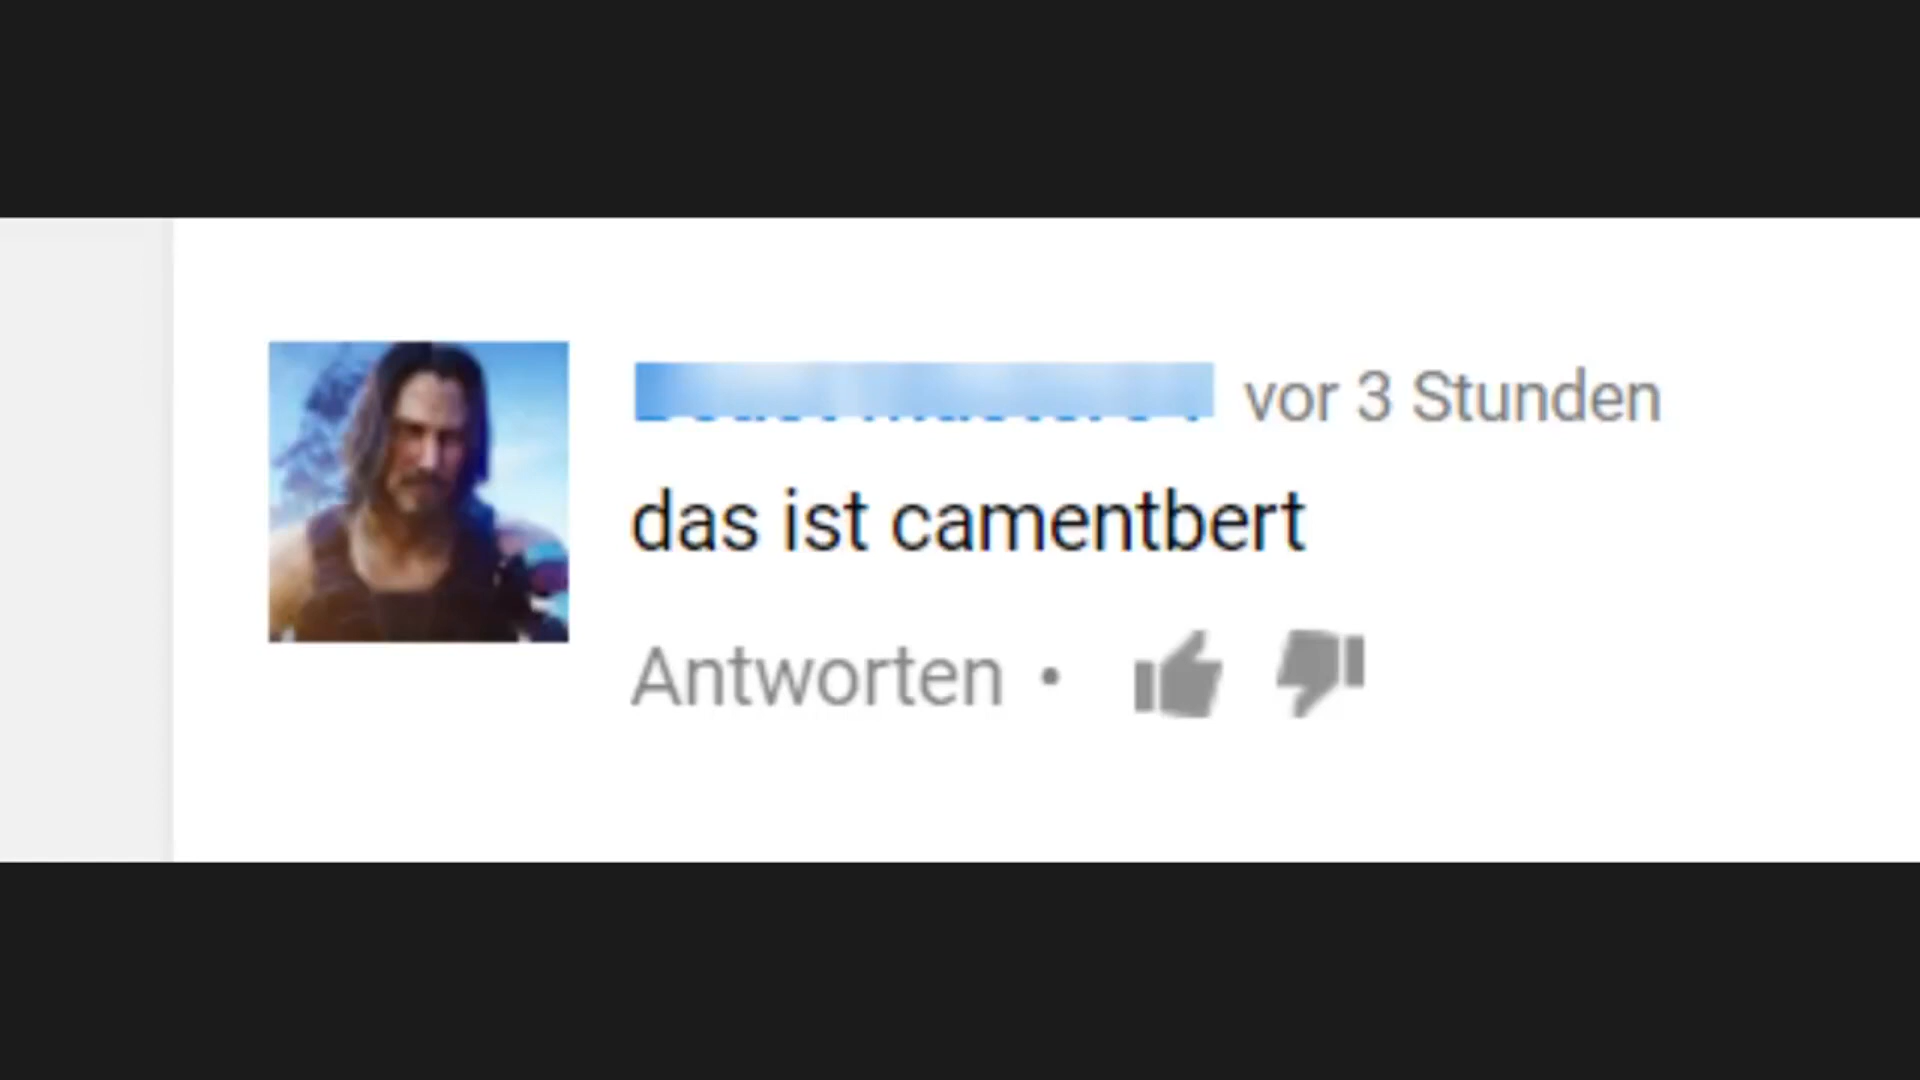 vor 3 Stunden
das ist camentbert
Antworten •